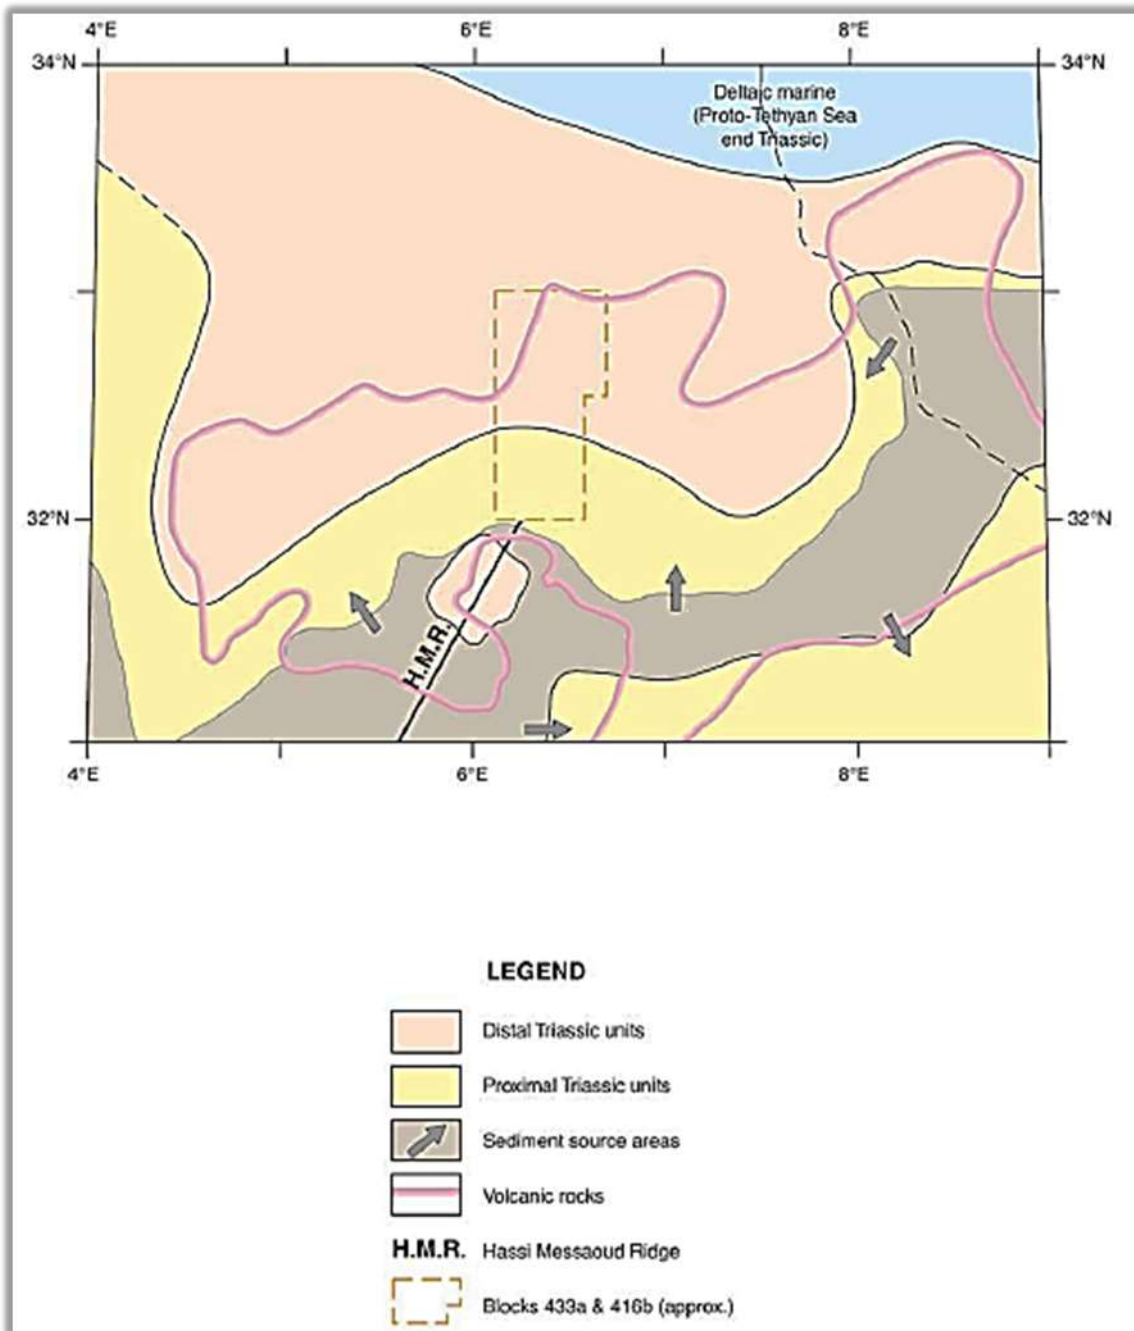 4°E 6°E 8°E
34°N 34°N
Deltaic marine
(Proto-Tethyan Sea
end Triassic)
32°N 32°N
H.M.R.
4°E 6°E 8°E
LEGEND
Distal Triassic units
Proximal Triassic units
Sediment source areas
Volcanic rocks
H.M.R. Hassi Messaoud Ridge
Blocks 433a & 416b (approx.)